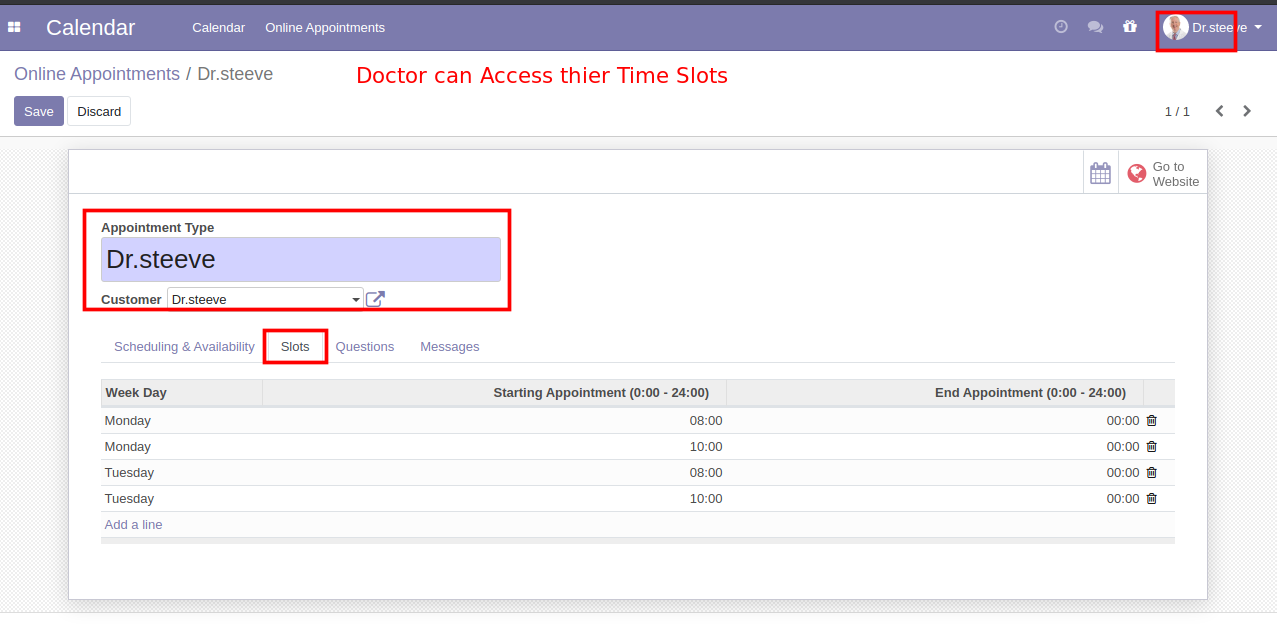 Calendar Calendar Online Appointments Dr.steeve
Online Appointments / Dr.steeve Doctor can Access thier Time Slots
Save Discard 1 / 1
Go to
Website
Appointment Type
Dr.steeve
Customer Dr.steeve
Scheduling & Availability Slots Questions Messages
Week Day Starting Appointment (0:00 - 24:00) End Appointment (0:00 - 24:00)
Monday 08:00 00:00
Monday 10:00 00:00
Tuesday 08:00 00:00
Tuesday 10:00 00:00
Add a line